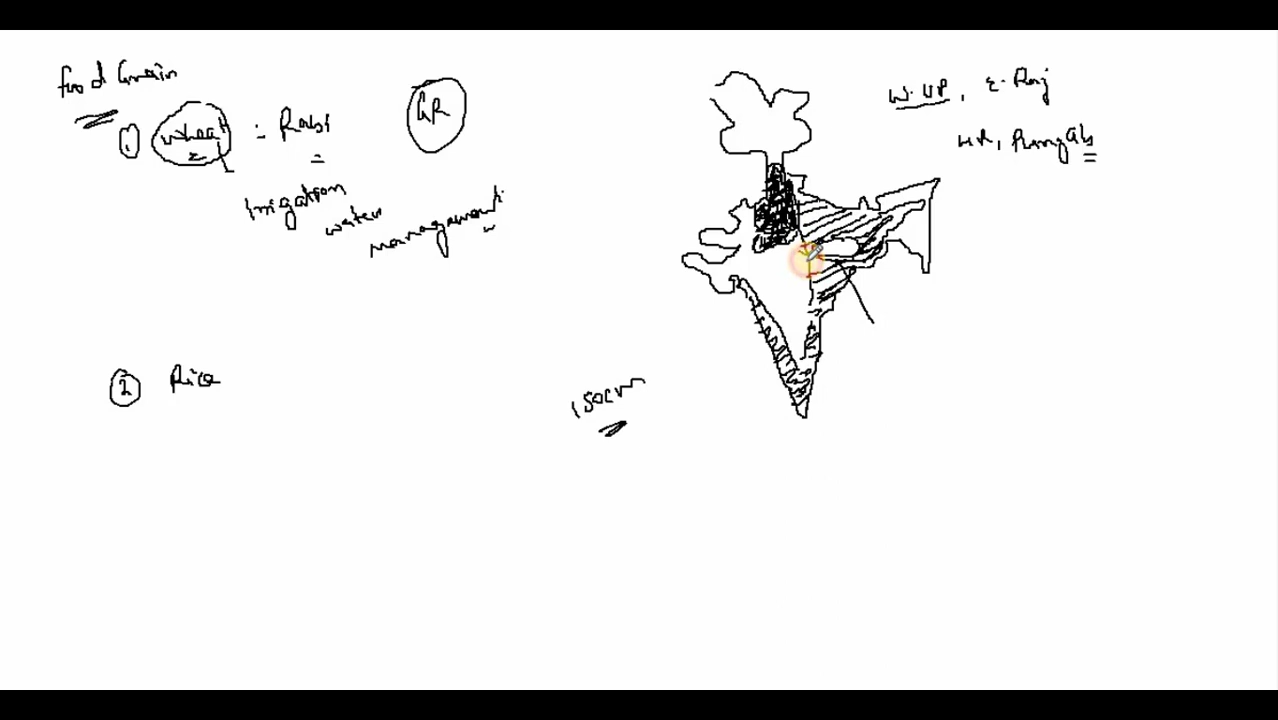 Food Grain
1. wheat = Rabi
GR
Irrigation
water
management
W. UP, E. Raj
HR, Punjab
2 Rice
150cm